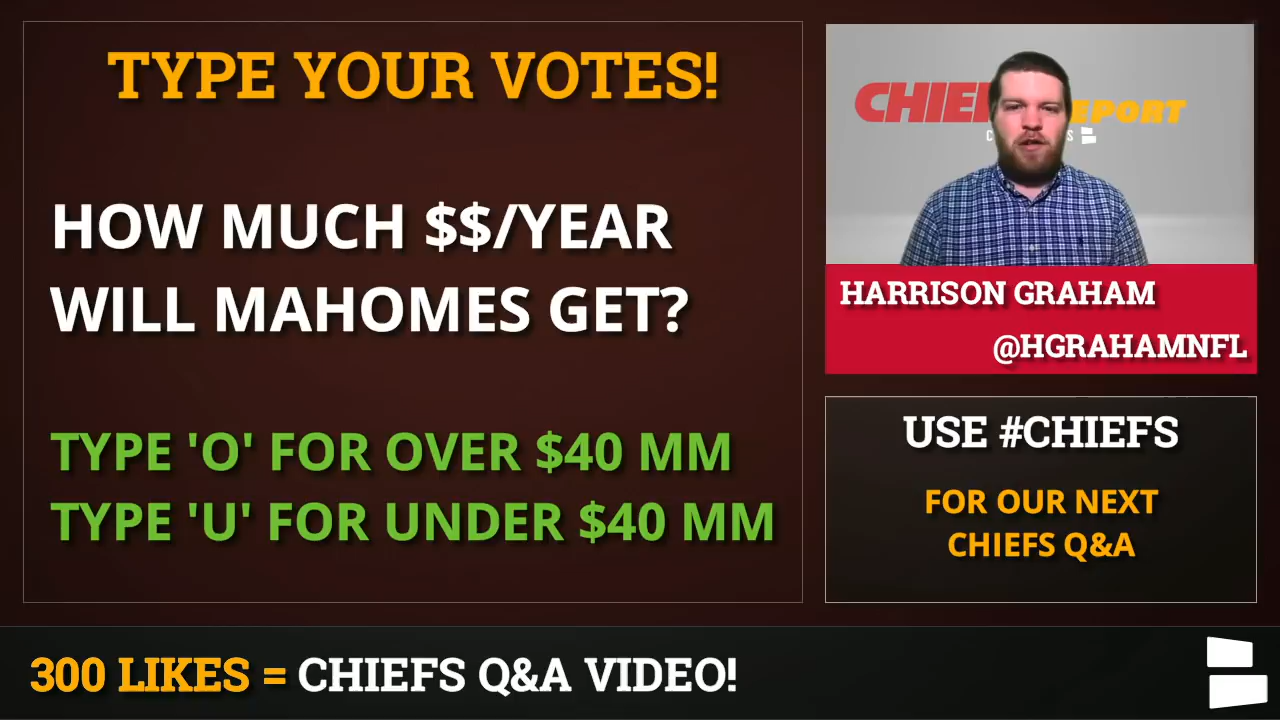 TYPE YOUR VOTES!
HOW MUCH $$/YEAR
WILL MAHOMES GET?
TYPE 'O' FOR OVER $40 MM
TYPE 'U' FOR UNDER $40 MM
HARRISON GRAHAM
@HGRAHAMNFL
USE #CHIEFS
FOR OUR NEXT
CHIEFS Q&A
300 LIKES = CHIEFS Q&A VIDEO!